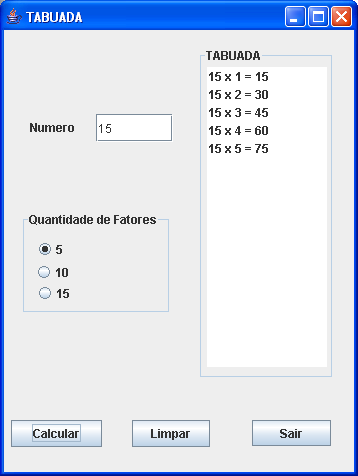 TABUADA
Numero
15
Quantidade de Fatores
5
10
15
TABUADA
15 x 1 = 15
15 x 2 = 30
15 x 3 = 45
15 x 4 = 60
15 x 5 = 75
Calcular
Limpar
Sair